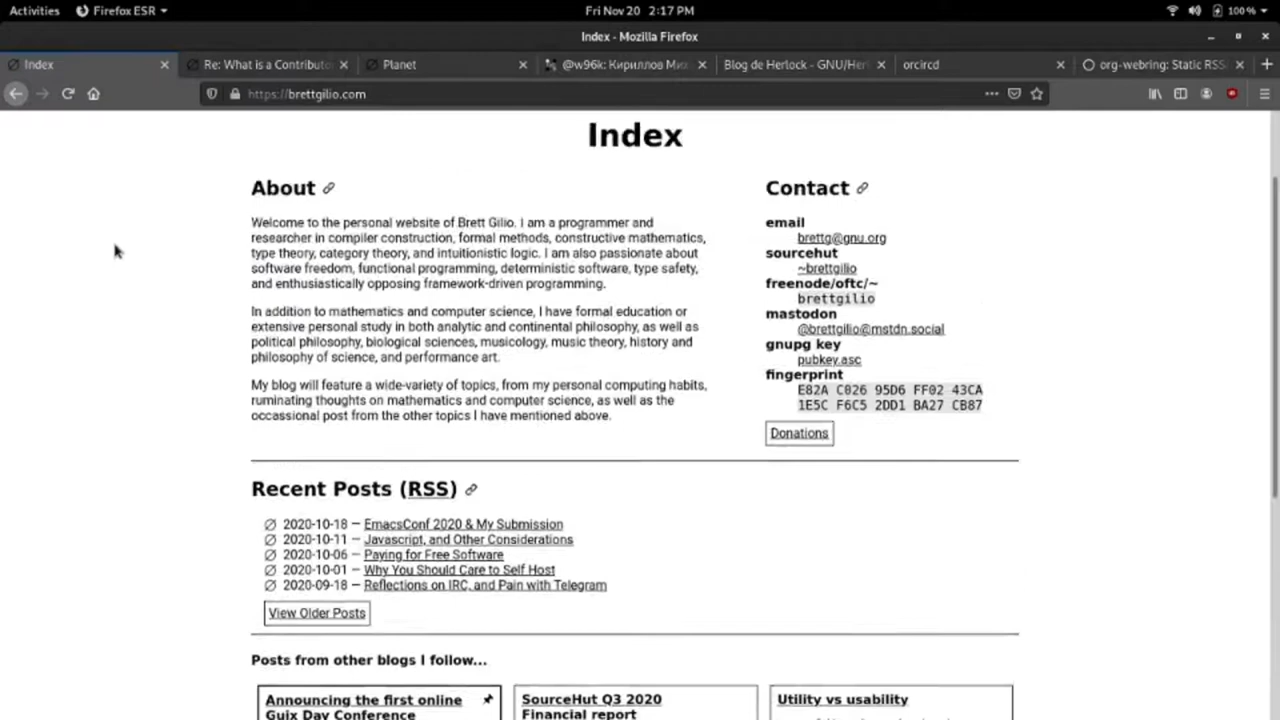 Activities Firefox ESR Fri Nov 20 2:17 PM 100 %
Index - Mozilla Firefox
Index Re: What is a Contributo Planet @w96k: Кириллов Мих Blog de Herlock - GNU/Her orcircd org-webring: Static RSS
https://brettgilio.com
Index
About
Welcome to the personal website of Brett Gilio. I am a programmer and
researcher in compiler construction, formal methods, constructive mathematics,
type theory, category theory, and intuitionistic logic. I am also passionate about
software freedom, functional programming, deterministic software, type safety,
and enthusiastically opposing framework-driven programming.
In addition to mathematics and computer science, I have formal education or
extensive personal study in both analytic and continental philosophy, as well as
political philosophy, biological sciences, musicology, music theory, history and
philosophy of science, and performance art.
My blog will feature a wide-variety of topics, from my personal computing habits,
ruminating thoughts on mathematics and computer science, as well as the
occassional post from the other topics I have mentioned above.
Contact
email
brettg@gnu.org
sourcehut
~brettgilio
freenode/oftc/~
brettgilio
mastodon
@brettgilio@mstdn.social
gnupg key
pubkey.asc
fingerprint
E82A C026 95D6 FF02 43CA
1E5C F6C5 2DD1 BA27 CB87
Donations
Recent Posts (RSS)
∅ 2020-10-18 — EmacsConf 2020 & My Submission
∅ 2020-10-11 — Javascript, and Other Considerations
∅ 2020-10-06 — Paying for Free Software
∅ 2020-10-01 — Why You Should Care to Self Host
∅ 2020-09-18 — Reflections on IRC, and Pain with Telegram
View Older Posts
Posts from other blogs I follow...
Announcing the first online
Guix Day Conference
SourceHut Q3 2020
Financial report
Utility vs usability